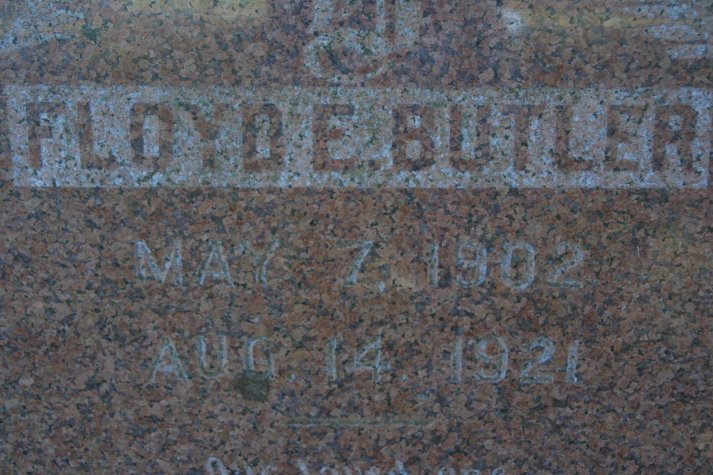 FLOYD E. BUTLER
MAY 7, 1902
AUG. 14, 1921